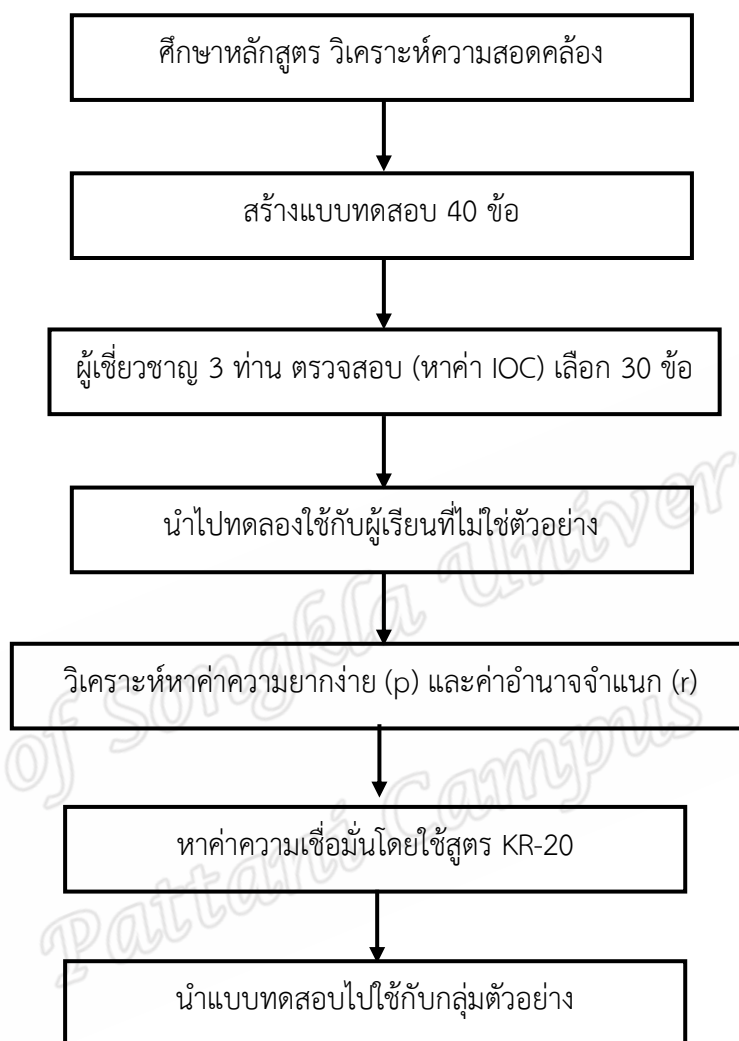 ศึกษาหลักสูตร วิเคราะห์ความสอดคล้อง
สร้างแบบทดสอบ 40 ข้อ
ผู้เชี่ยวชาญ 3 ท่าน ตรวจสอบ (หาค่า IOC) เลือก 30 ข้อ
นำไปทดลองใช้กับผู้เรียนที่ไม่ใช่ตัวอย่าง
วิเคราะห์หาค่าความยากง่าย (p) และค่าอำนาจจำแนก (r)
หาค่าความเชื่อมั่นโดยใช้สูตร KR-20
นำแบบทดสอบไปใช้กับกลุ่มตัวอย่าง
of Songkla Univer
Pattani Campus